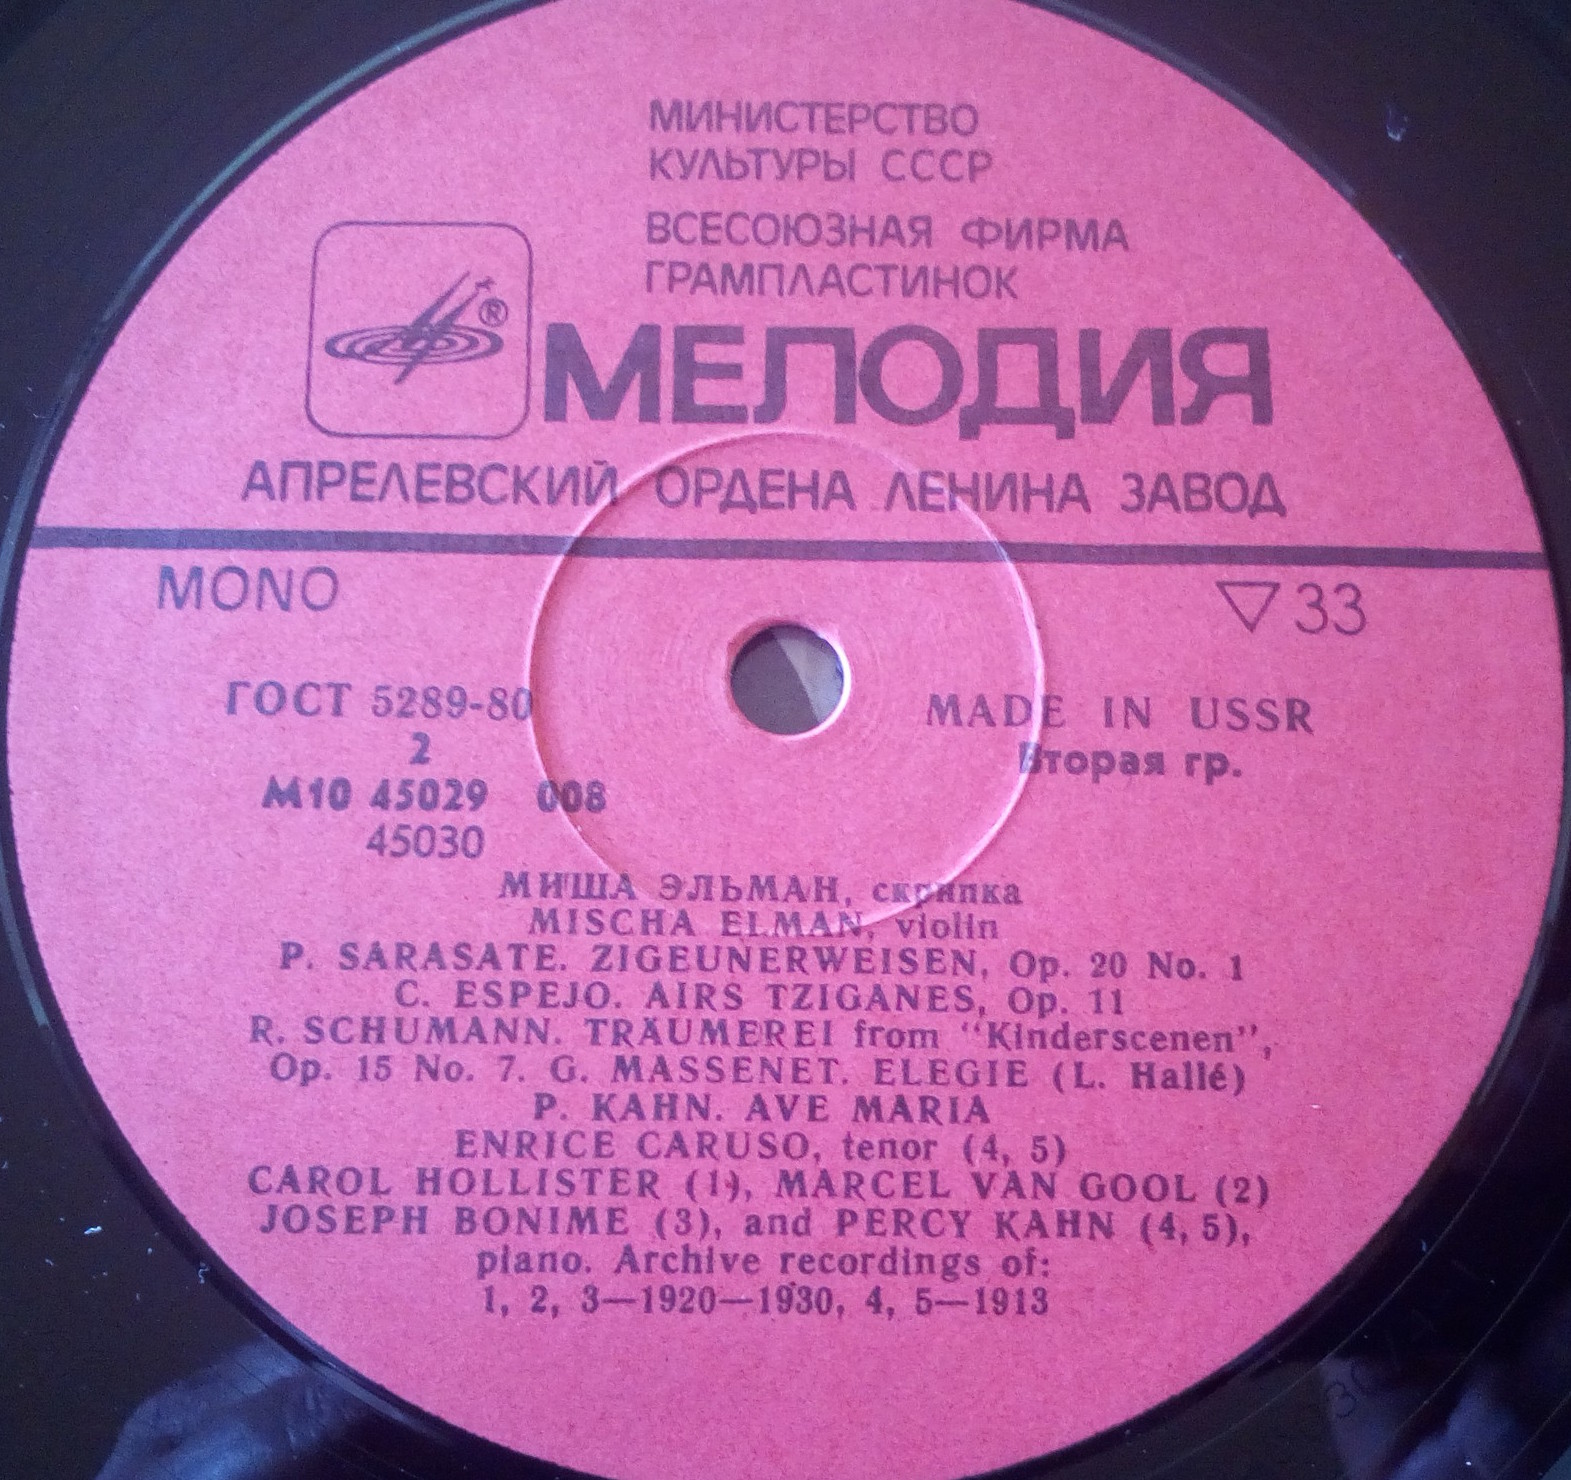 МИНИСТЕРСТВО
КУЛЬТУРЫ СССР
ВСЕСОЮЗНАЯ ФИРМА
ГРАМПЛАСТИНОК
®
МЕЛОДИЯ
АПРЕЛЕВСКИЙ ОРДЕНА ЛЕНИНА ЗАВОД
MONO
▽33
ГОСТ 5289-80
MADE IN USSR
2
Вторая гр.
М10 45029 008
45030
МИША ЭЛЬМАН, скрипка
MISCHA ELMAN, violin
P. SARASATE. ZIGEUNERWEISEN, Op. 20 No. 1
C. ESPEJO. AIRS TZIGANES, Op. 11
R. SCHUMANN. TRÄUMEREI from "Kinderscenen",
Op. 15 No. 7. G. MASSENET. ELEGIE (L. Hallé)
P. KAHN. AVE MARIA
ENRICE CARUSO, tenor (4, 5)
CAROL HOLLISTER (1), MARCEL VAN GOOL (2)
JOSEPH BONIME (3), and PERCY KAHN (4, 5),
piano. Archive recordings of:
1, 2, 3—1920—1930, 4, 5—1913